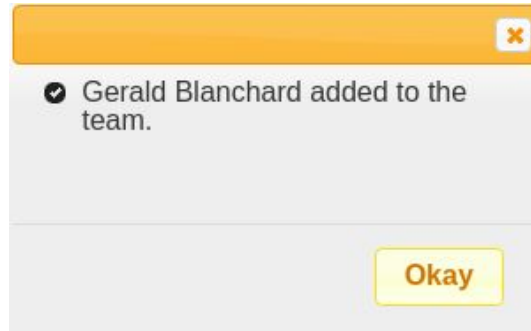 Gerald Blanchard added to the
team.
Okay